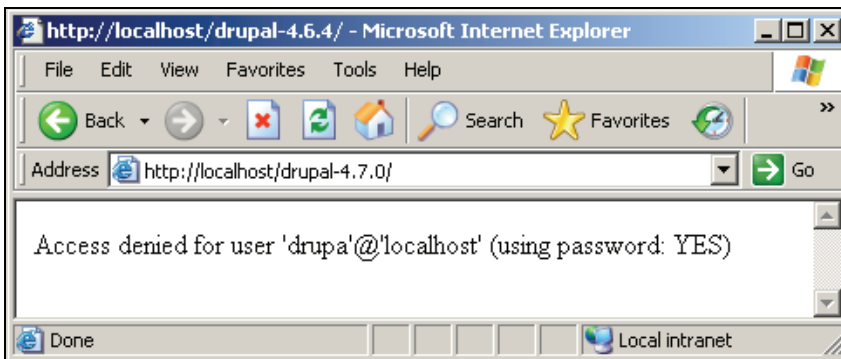 http://localhost/drupal-4.6.4/ - Microsoft Internet Explorer
File Edit View Favorites Tools Help
Back Search Favorites »
Address http://localhost/drupal-4.7.0/ Go
Access denied for user 'drupa'@'localhost' (using password: YES)
Done Local intranet